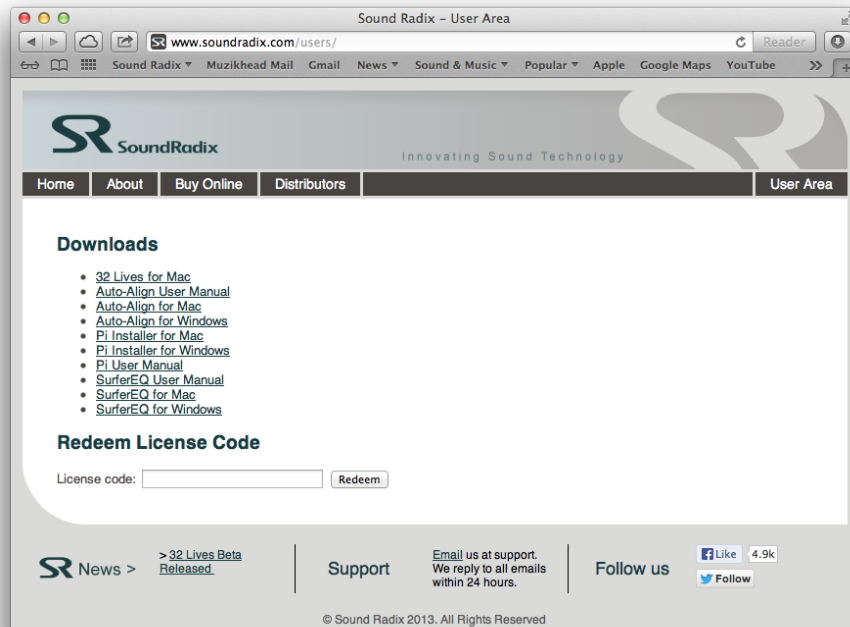 Sound Radix – User Area
www.soundradix.com/users/
Reader
Sound Radix ▾ Muzikhead Mail Gmail News ▾ Sound & Music ▾ Popular ▾ Apple Google Maps YouTube >>
SR SoundRadix
Innovating Sound Technology
Home About Buy Online Distributors User Area
Downloads
• 32 Lives for Mac
• Auto-Align User Manual
• Auto-Align for Mac
• Auto-Align for Windows
• Pi Installer for Mac
• Pi Installer for Windows
• Pi User Manual
• SurferEQ User Manual
• SurferEQ for Mac
• SurferEQ for Windows
Redeem License Code
License code: Redeem
SR News >
> 32 Lives Beta
Released
Support
Email us at support.
We reply to all emails
within 24 hours.
Follow us
Like 4.9k
Follow
© Sound Radix 2013. All Rights Reserved